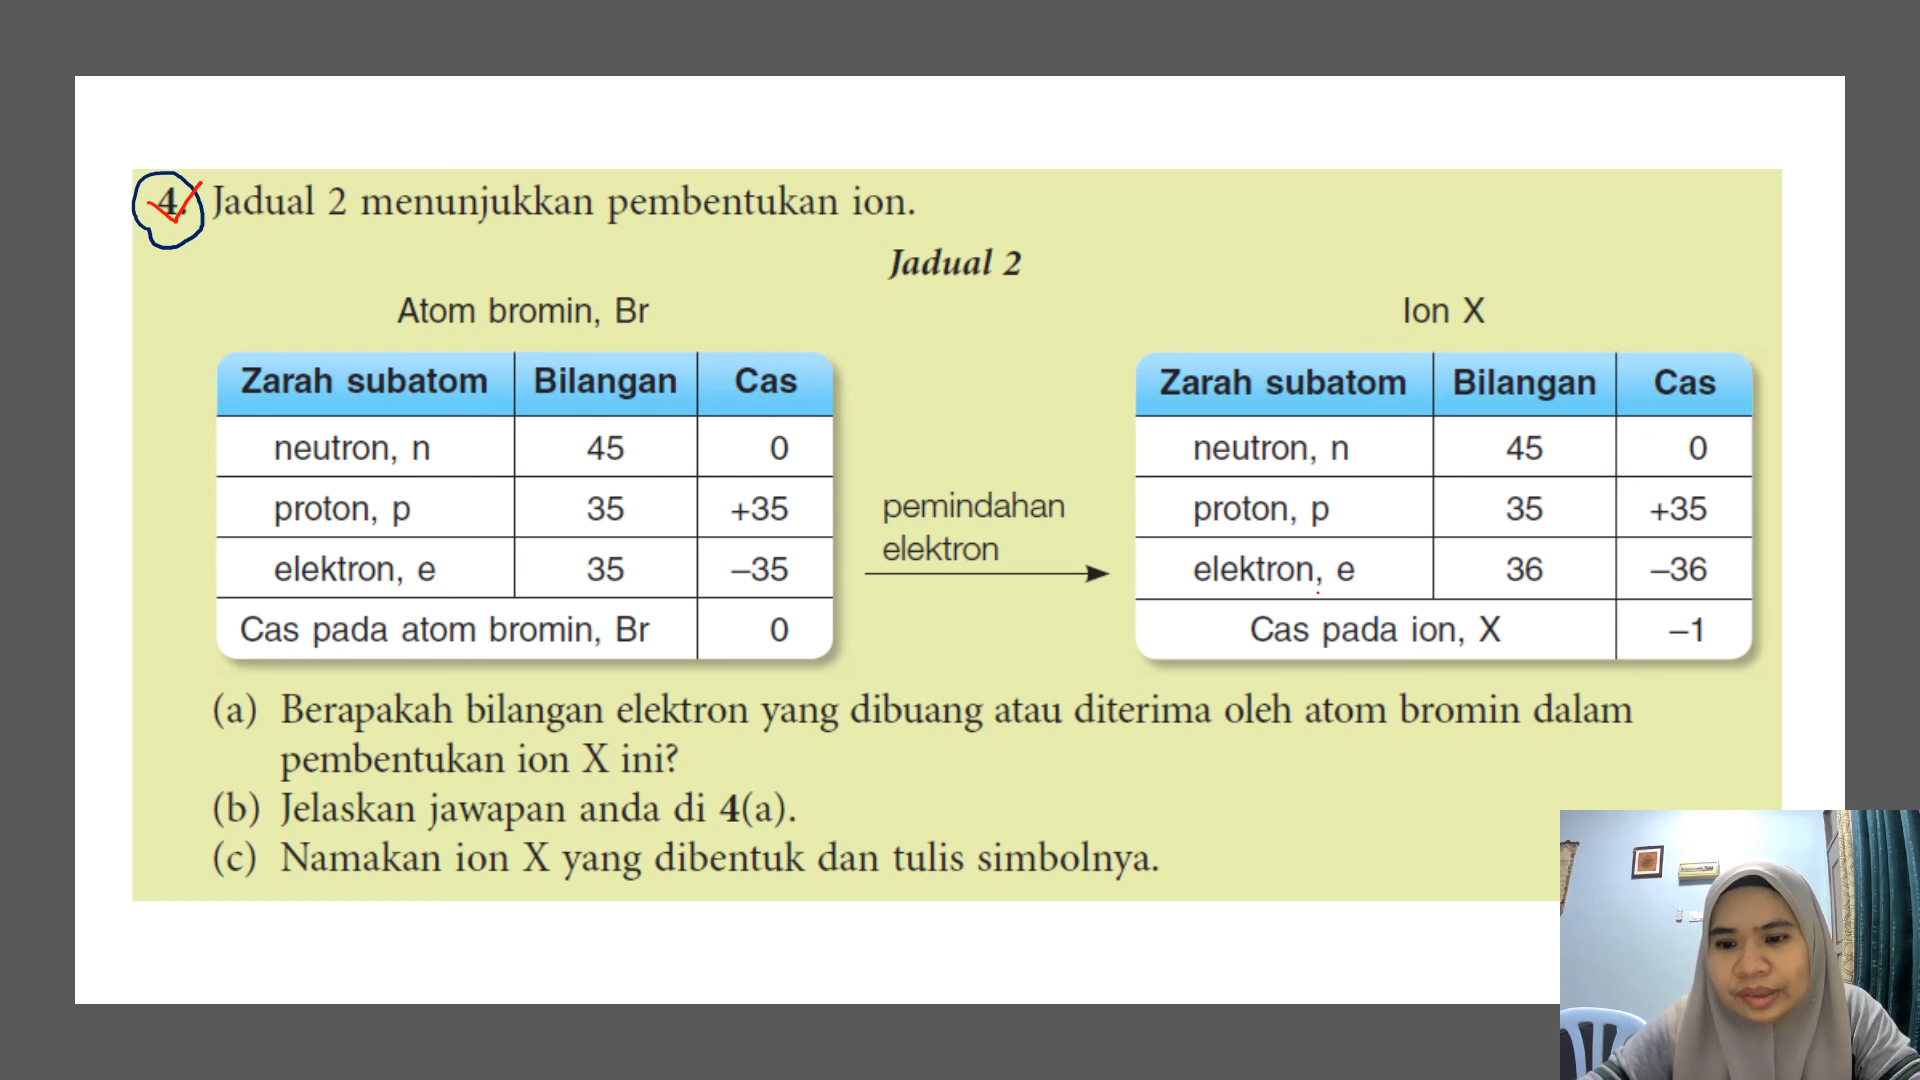 4. Jadual 2 menunjukkan pembentukan ion.
Jadual 2
Atom bromin, Br
Zarah subatom Bilangan Cas
neutron, n 45 0
proton, p 35 +35
elektron, e 35 –35
Cas pada atom bromin, Br 0
pemindahan
elektron
Ion X
Zarah subatom Bilangan Cas
neutron, n 45 0
proton, p 35 +35
elektron, e 36 –36
Cas pada ion, X –1
(a) Berapakah bilangan elektron yang dibuang atau diterima oleh atom bromin dalam
pembentukan ion X ini?
(b) Jelaskan jawapan anda di 4(a).
(c) Namakan ion X yang dibentuk dan tulis simbolnya.